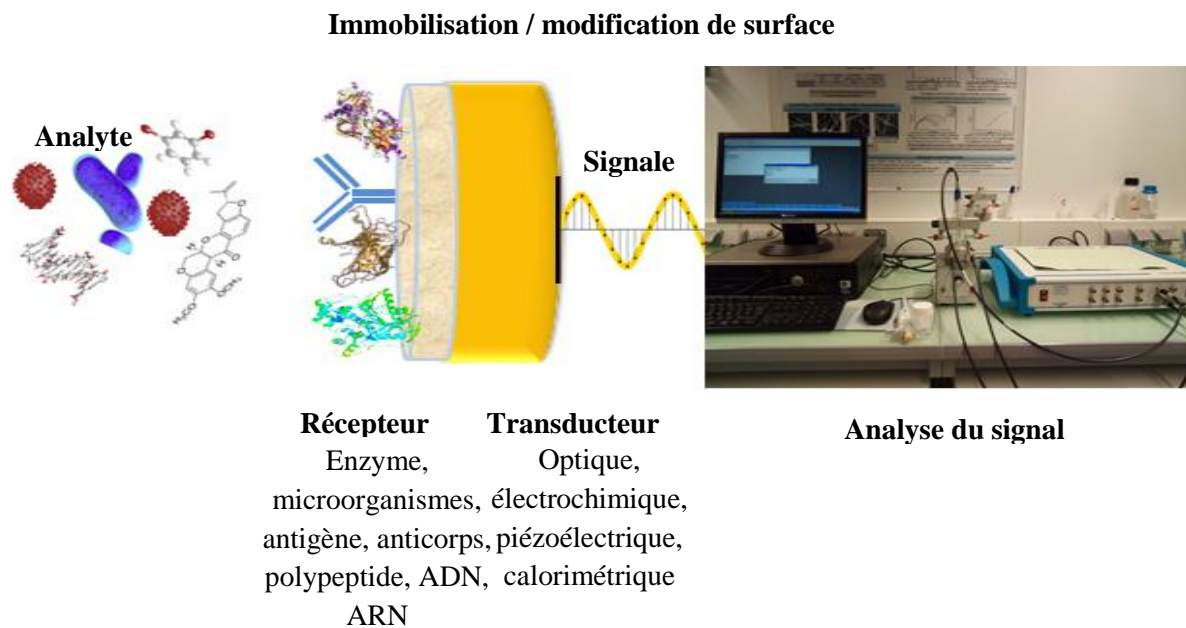 Immobilisation / modification de surface
Analyte
Signale
Récepteur
Enzyme,
microorganismes,
antigène, anticorps,
polypeptide, ADN,
ARN
Transducteur
Optique,
électrochimique,
piézoélectrique,
calorimétrique
Analyse du signal